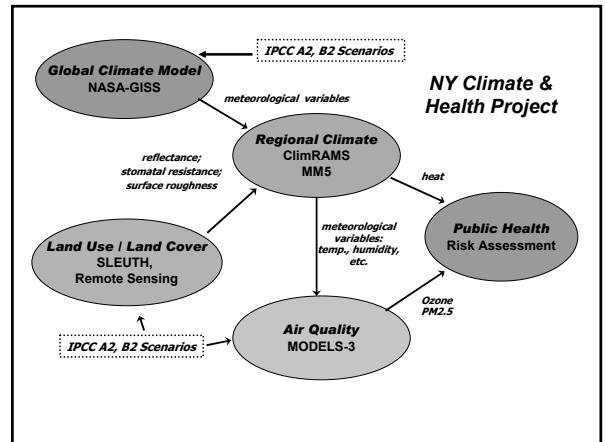 IPCC A2, B2 Scenarios
Global Climate Model
NASA-GISS
NY Climate &
Health Project
meteorological variables
Regional Climate
ClimRAMS
MM5
reflectance;
stomatal resistance;
surface roughness
heat
Land Use / Land Cover
SLEUTH,
Remote Sensing
meteorological
variables:
temp., humidity,
etc.
Public Health
Risk Assessment
Ozone
PM2.5
Air Quality
MODELS-3
IPCC A2, B2 Scenarios